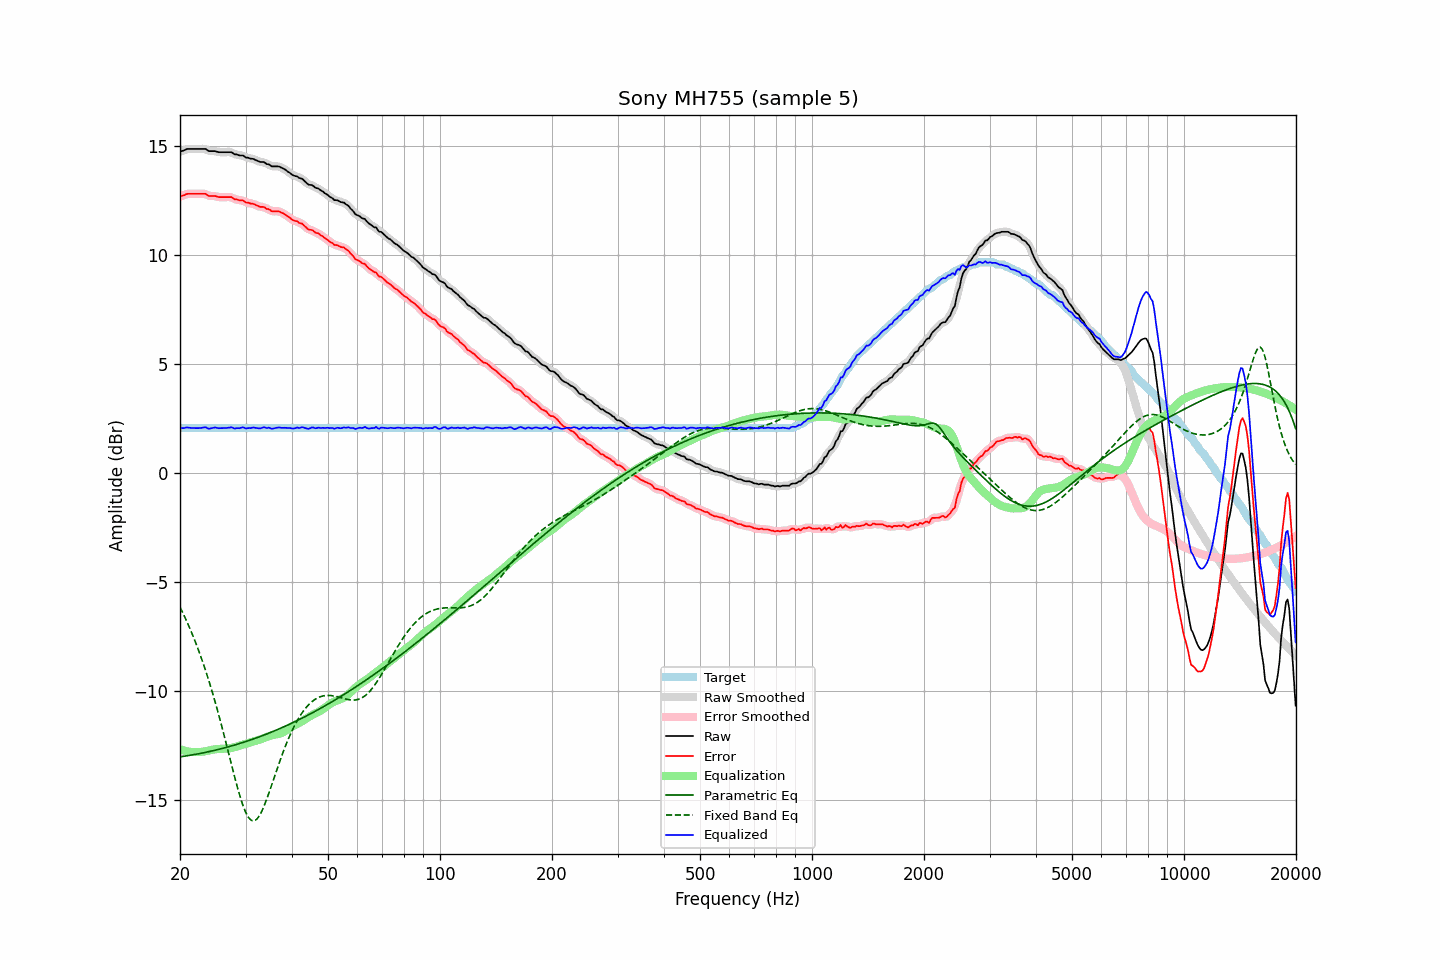 Sony MH755 (sample 5)
Amplitude (dBr)
15
10
5
0
−5
−10
−15
Target
Raw Smoothed
Error Smoothed
Raw
Error
Equalization
Parametric Eq
Fixed Band Eq
Equalized
20 50 100 200 500 1000 2000 5000 10000 20000
Frequency (Hz)